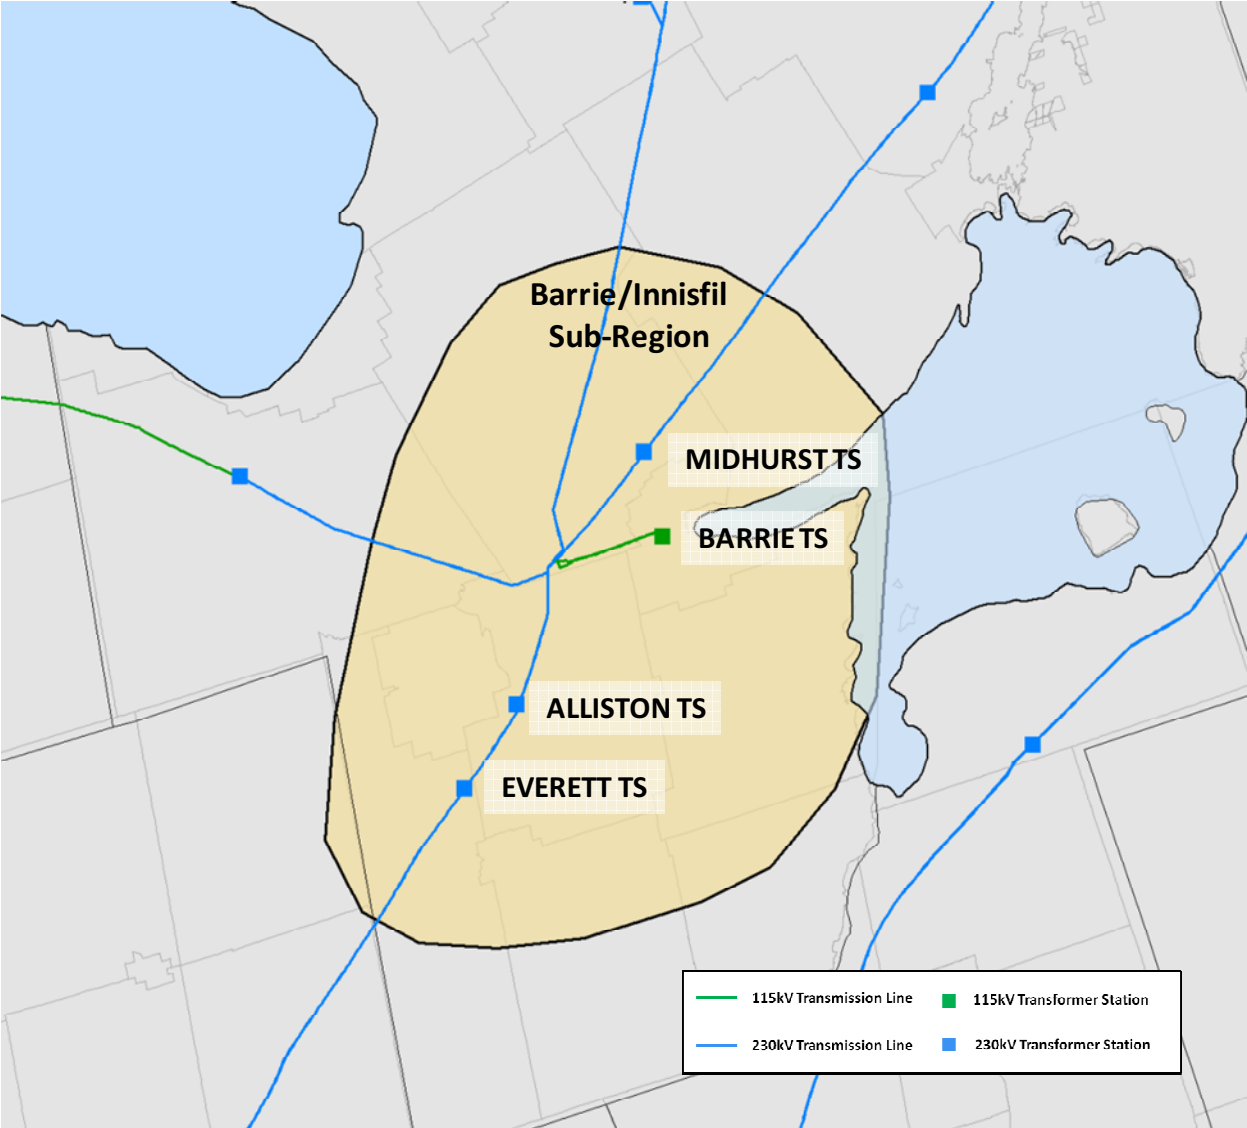 Barrie/Innisfil
Sub-Region
MIDHURST TS
BARRIE TS
ALLISTON TS
EVERETT TS
115kV Transmission Line
115kV Transformer Station
230kV Transmission Line
230kV Transformer Station